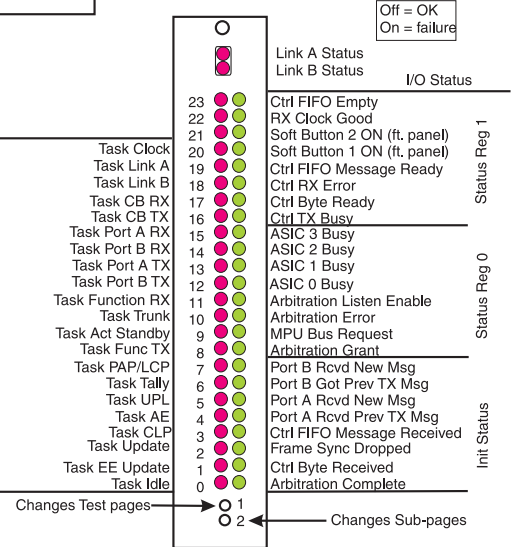 Off = OK
On = failure
Link A Status
Link B Status
I/O Status
23 Ctrl FIFO Empty
22 RX Clock Good
21 Soft Button 2 ON (ft. panel)
Task Clock 20 Soft Button 1 ON (ft. panel)
Task Link A 19 Ctrl FIFO Message Ready
Task Link B 18 Ctrl RX Error
Task CB RX 17 Ctrl Byte Ready
Task CB TX 16 Ctrl TX Busy
Status Reg 1
Task Port A RX 15 ASIC 3 Busy
Task Port B RX 14 ASIC 2 Busy
Task Port A TX 13 ASIC 1 Busy
Task Port B TX 12 ASIC 0 Busy
Task Function RX 11 Arbitration Listen Enable
Task Trunk 10 Arbitration Error
Task Act Standby 9 MPU Bus Request
Task Func TX 8 Arbitration Grant
Status Reg 0
Task PAP/LCP 7 Port B Rcvd New Msg
Task Tally 6 Port B Got Prev TX Msg
Task UPL 5 Port A Rcvd New Msg
Task AE 4 Port A Rcvd Prev TX Msg
Task CLP 3 Ctrl FIFO Message Received
Task Update 2 Frame Sync Dropped
Task EE Update 1 Ctrl Byte Received
Task Idle 0 Arbitration Complete
Init Status
Changes Test pages 1
2 Changes Sub-pages